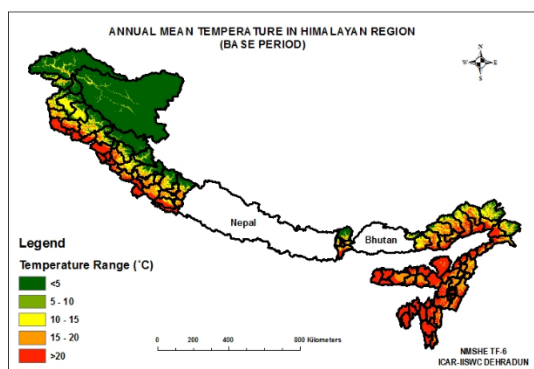 ANNUAL MEAN TEMPERATURE IN HIMALAYAN REGION
(BASE PERIOD)
N
W
E
S
Nepal
Bhutan
Legend
Temperature Range (˚C)
<5
5 - 10
10 - 15
15 - 20
>20
0 200 400 800 Kilometers
NMSHE TF-6
ICAR-IISWC DEHRADUN